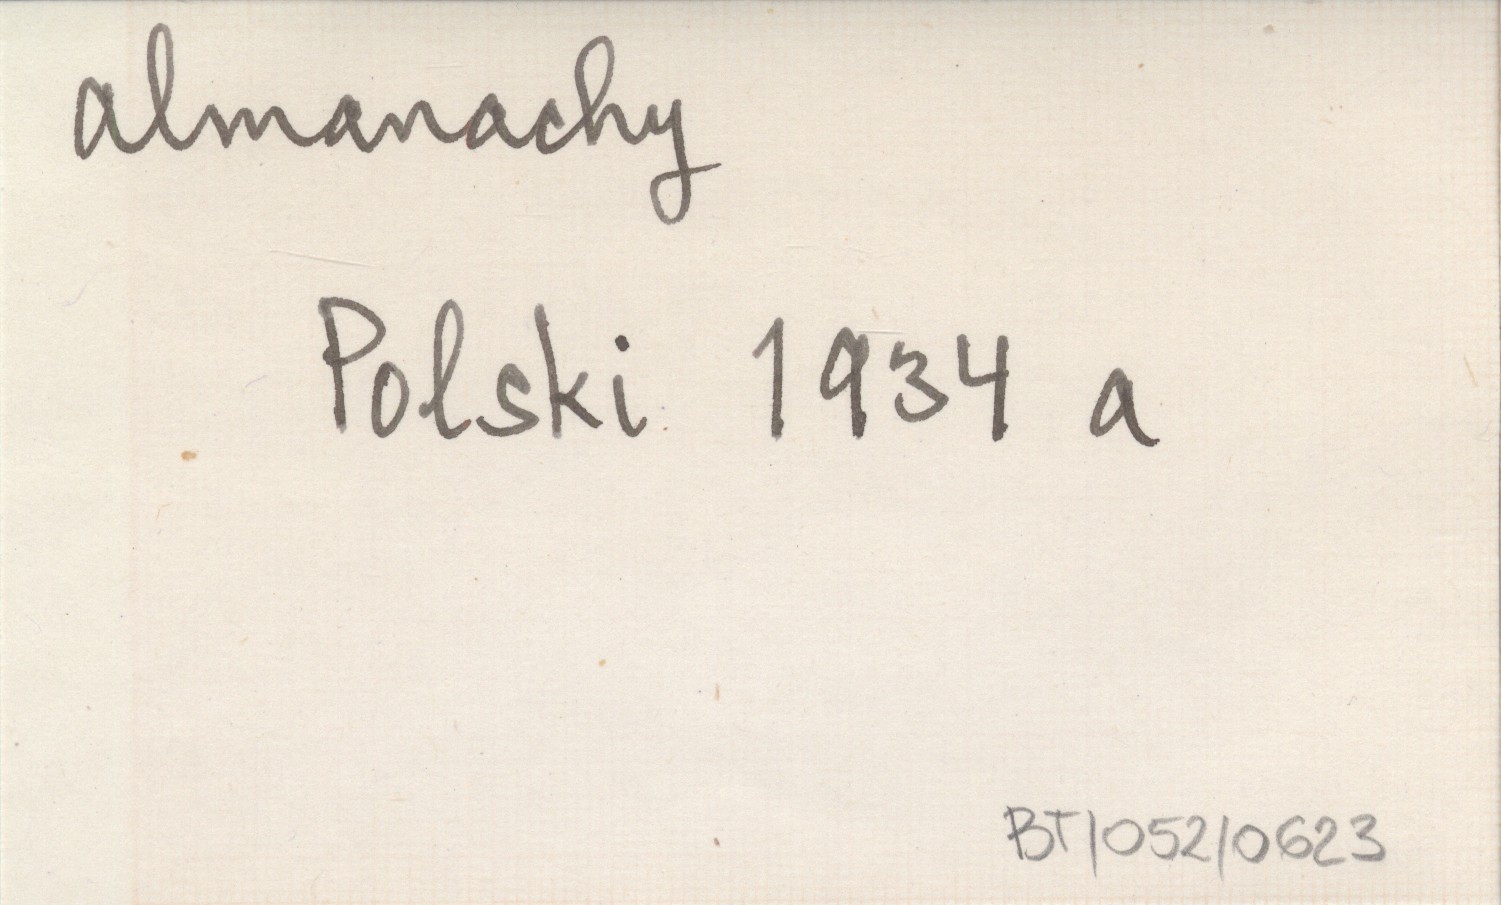 almanachy
Polski 1934 a
BT/052/0623